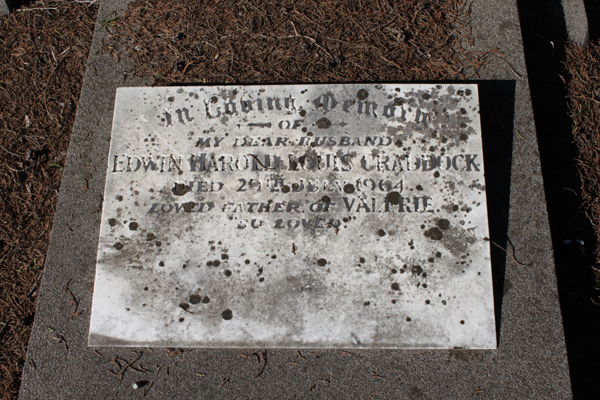 In Loving Memory
OF
MY DEAR HUSBAND
EDWIN HAROLD LOUIS CRADDOCK
DIED 29TH JULY 1964
LOVED FATHER OF VALERIE
SO LOVED